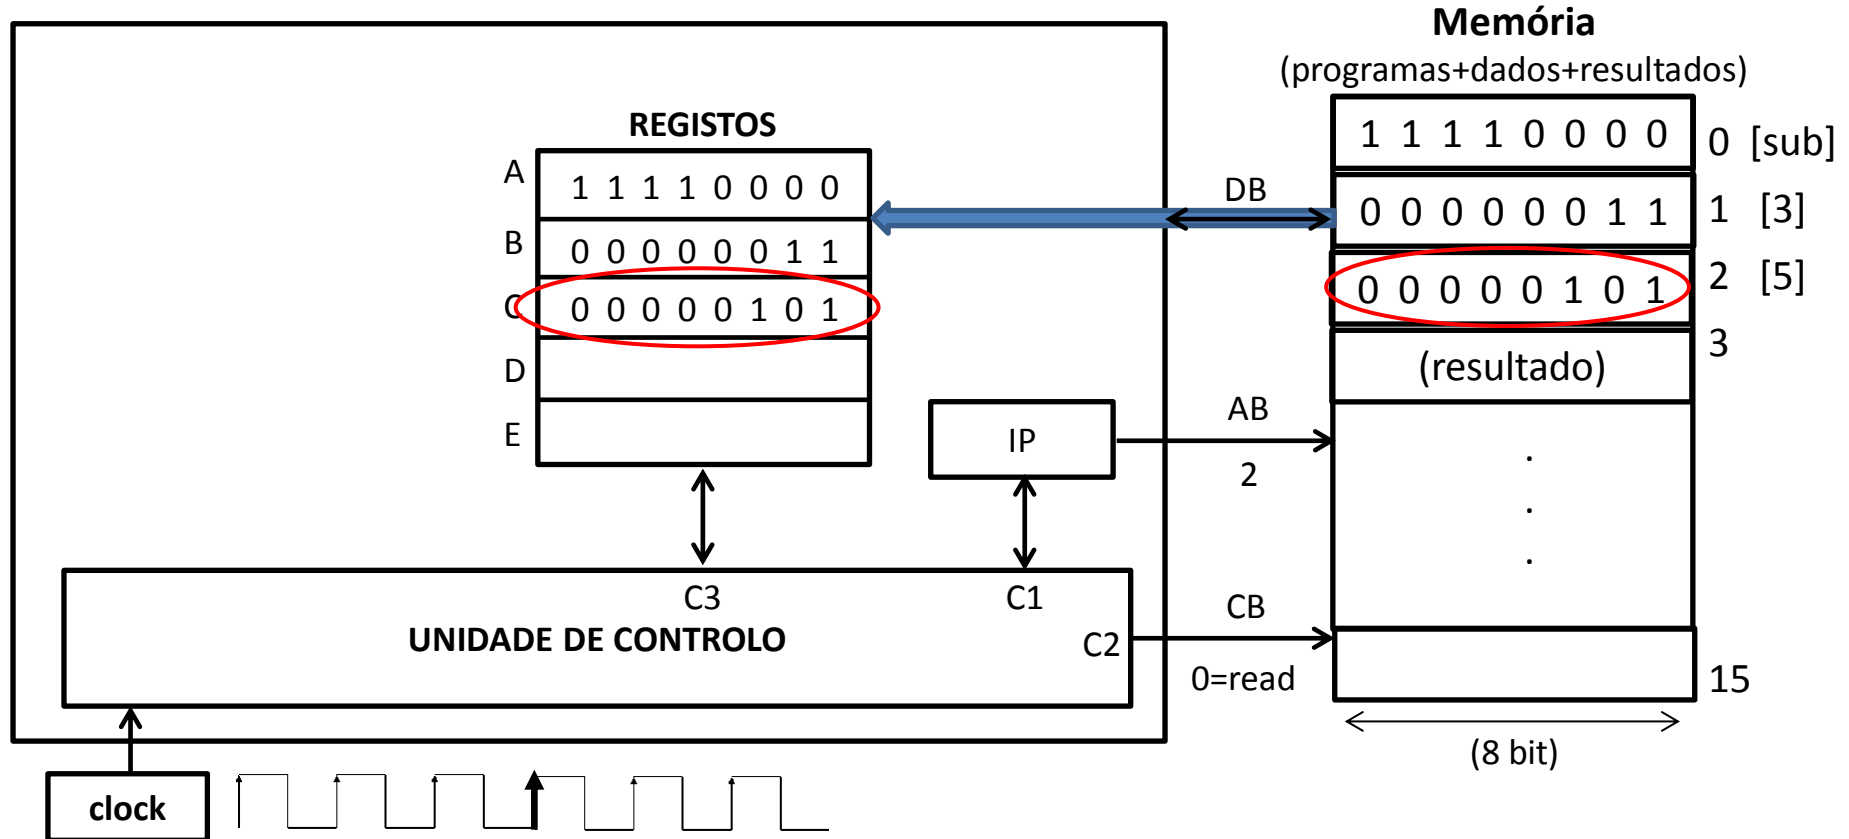 Memória
(programas+dados+resultados)
REGISTOS
A 1 1 1 1 0 0 0 0
B 0 0 0 0 0 0 1 1
C 0 0 0 0 0 1 0 1
D
E
DB
1 1 1 1 0 0 0 0 0 [sub]
0 0 0 0 0 0 1 1 1 [3]
0 0 0 0 0 1 0 1 2 [5]
(resultado) 3
.
.
.
15
(8 bit)
IP
AB
2
C3
C1
UNIDADE DE CONTROLO
C2
CB
0=read
clock